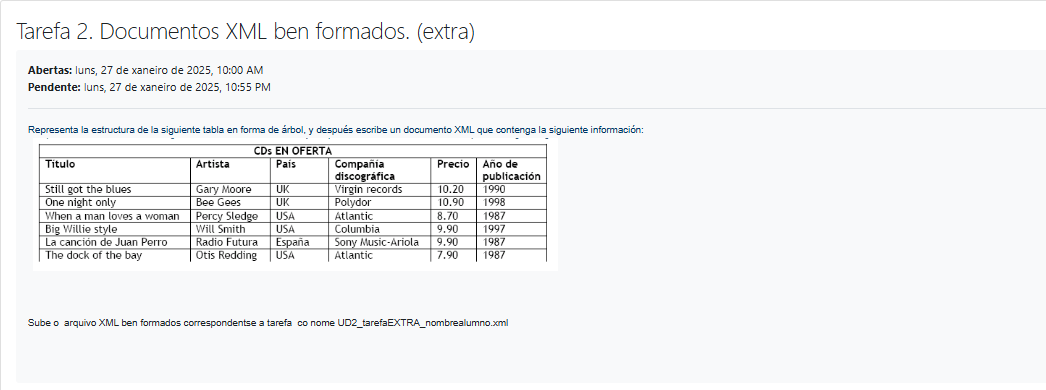 Tarefa 2. Documentos XML ben formados. (extra)
Abertas: luns, 27 de xaneiro de 2025, 10:00 AM
Pendente: luns, 27 de xaneiro de 2025, 10:55 PM
Representa la estructura de la siguiente tabla en forma de árbol, y después escribe un documento XML que contenga la siguiente información:
CDs EN OFERTA
Título Artista País Compañía discográfica Precio Año de publicación
Still got the blues Gary Moore UK Virgin records 10.20 1990
One night only Bee Gees UK Polydor 10.90 1998
When a man loves a woman Percy Sledge USA Atlantic 8.70 1987
Big Willie style Will Smith USA Columbia 9.90 1997
La canción de Juan Perro Radio Futura España Sony Music-Ariola 9.90 1987
The dock of the bay Otis Redding USA Atlantic 7.90 1987
Sube o arquivo XML ben formados correspondentse a tarefa co nome UD2_tarefaEXTRA_nombrealumno.xml